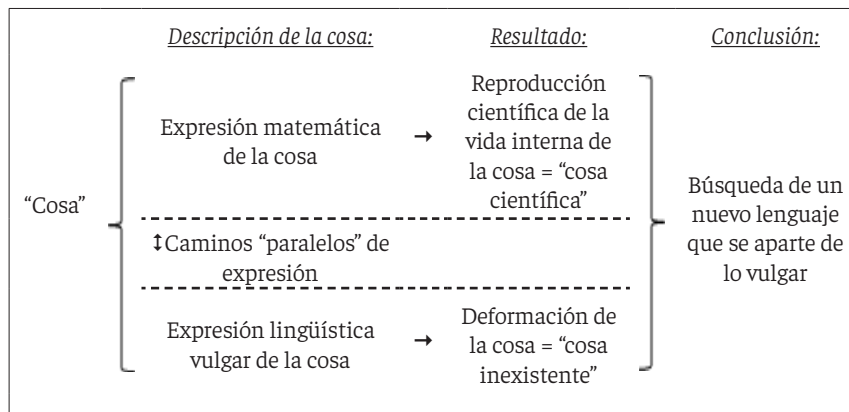 Descripción de la cosa:
Resultado:
Conclusión:
“Cosa”
Expresión matemática
de la cosa
→
Reproducción
científica de la
vida interna de
la cosa = “cosa
científica”
↕Caminos “paralelos” de
expresión
Expresión lingüística
vulgar de la cosa
→
Deformación de
la cosa = “cosa
inexistente”
Búsqueda de un
nuevo lenguaje
que se aparte de
lo vulgar